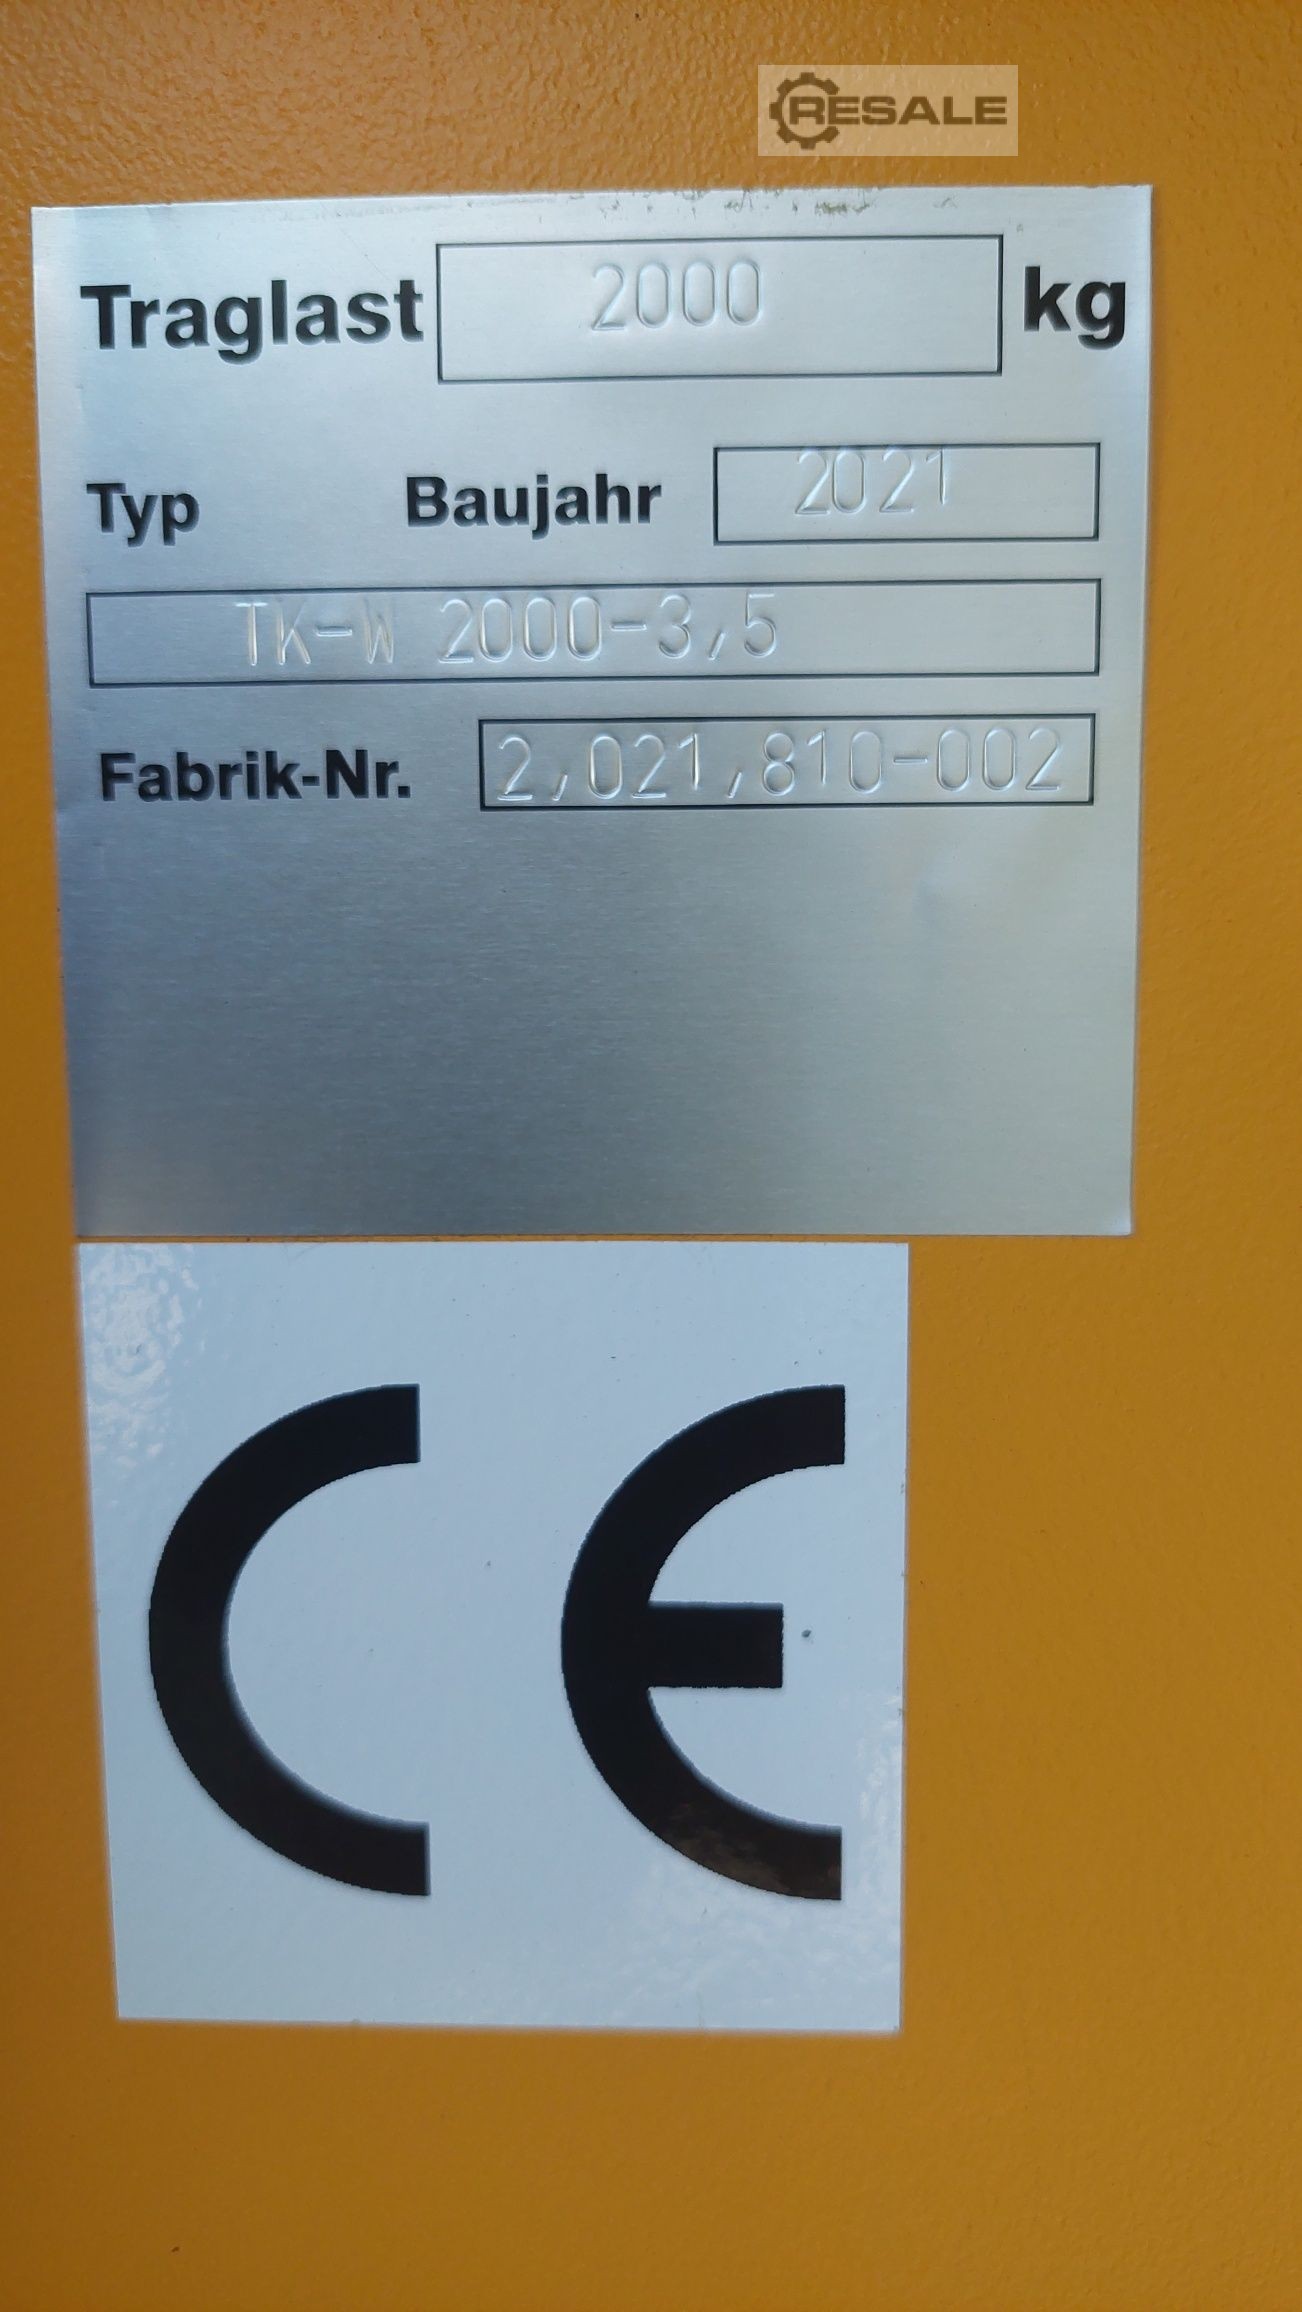 RESALE
Traglast 2000 kg
Typ Baujahr 2021
TK-W 2000-3,5
Fabrik-Nr. 2,021,810-002
CE